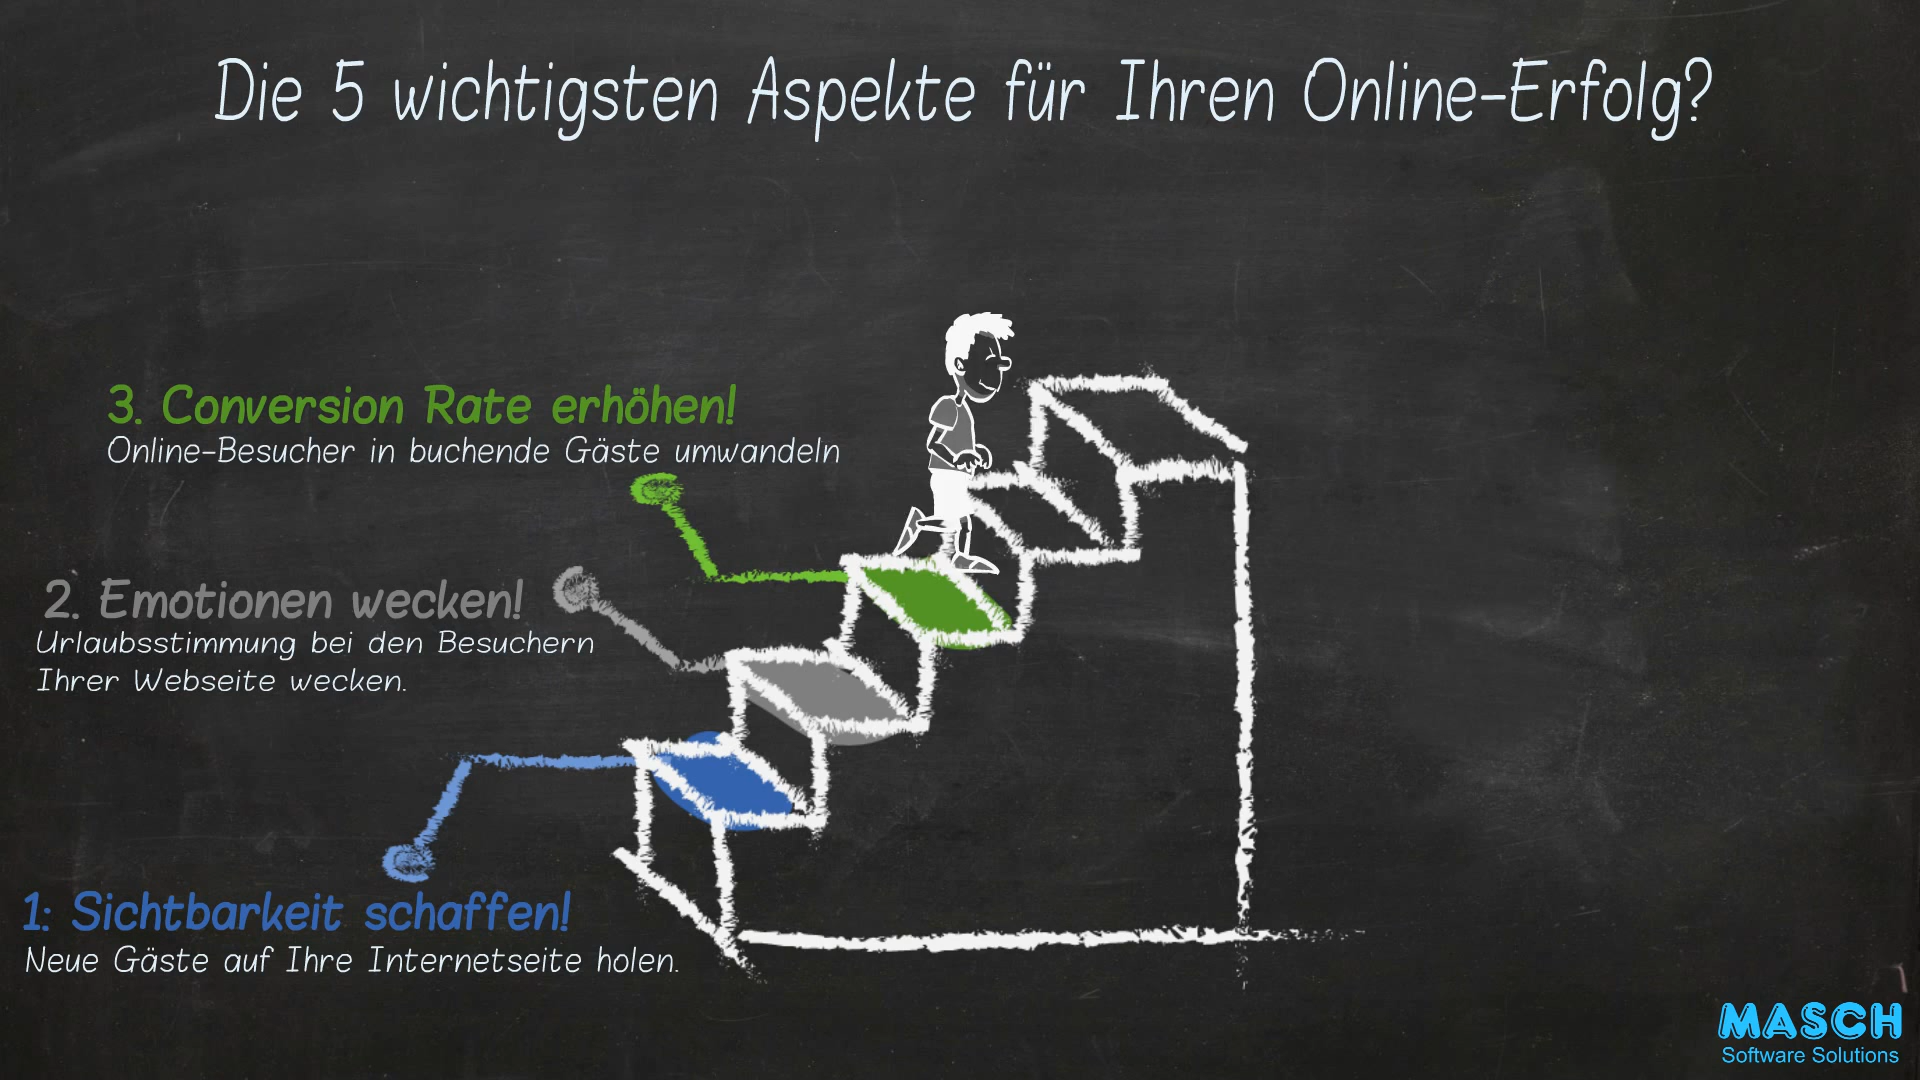 Die 5 wichtigsten Aspekte für Ihren Online-Erfolg?
3. Conversion Rate erhöhen!
Online-Besucher in buchende Gäste umwandeln
2. Emotionen wecken!
Urlaubsstimmung bei den Besuchern
Ihrer Webseite wecken.
1: Sichtbarkeit schaffen!
Neue Gäste auf Ihre Internetseite holen.
MASCH
Software Solutions